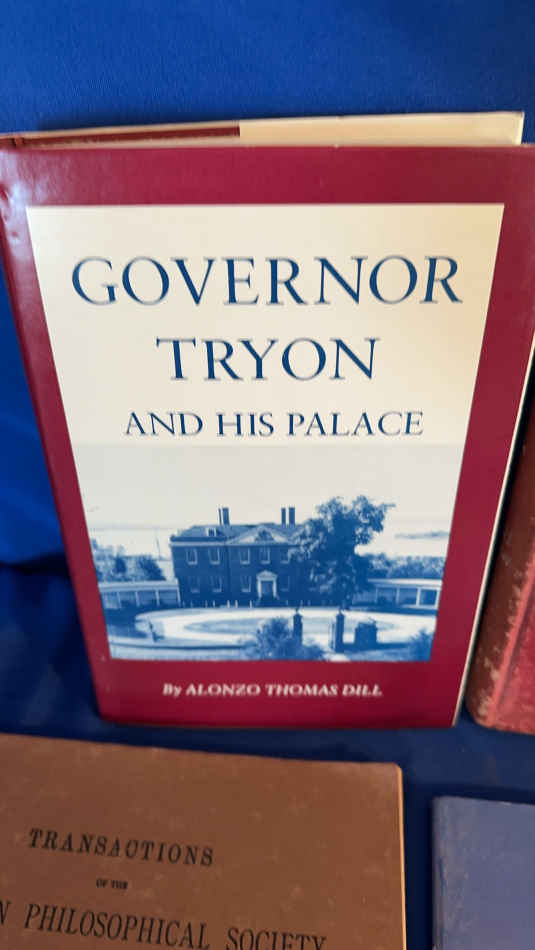 GOVERNOR
TRYON
AND HIS PALACE
By ALONZO THOMAS DILL
TRANSACTIONS
OF THE
PHILOSOPHICAL SOCIETY